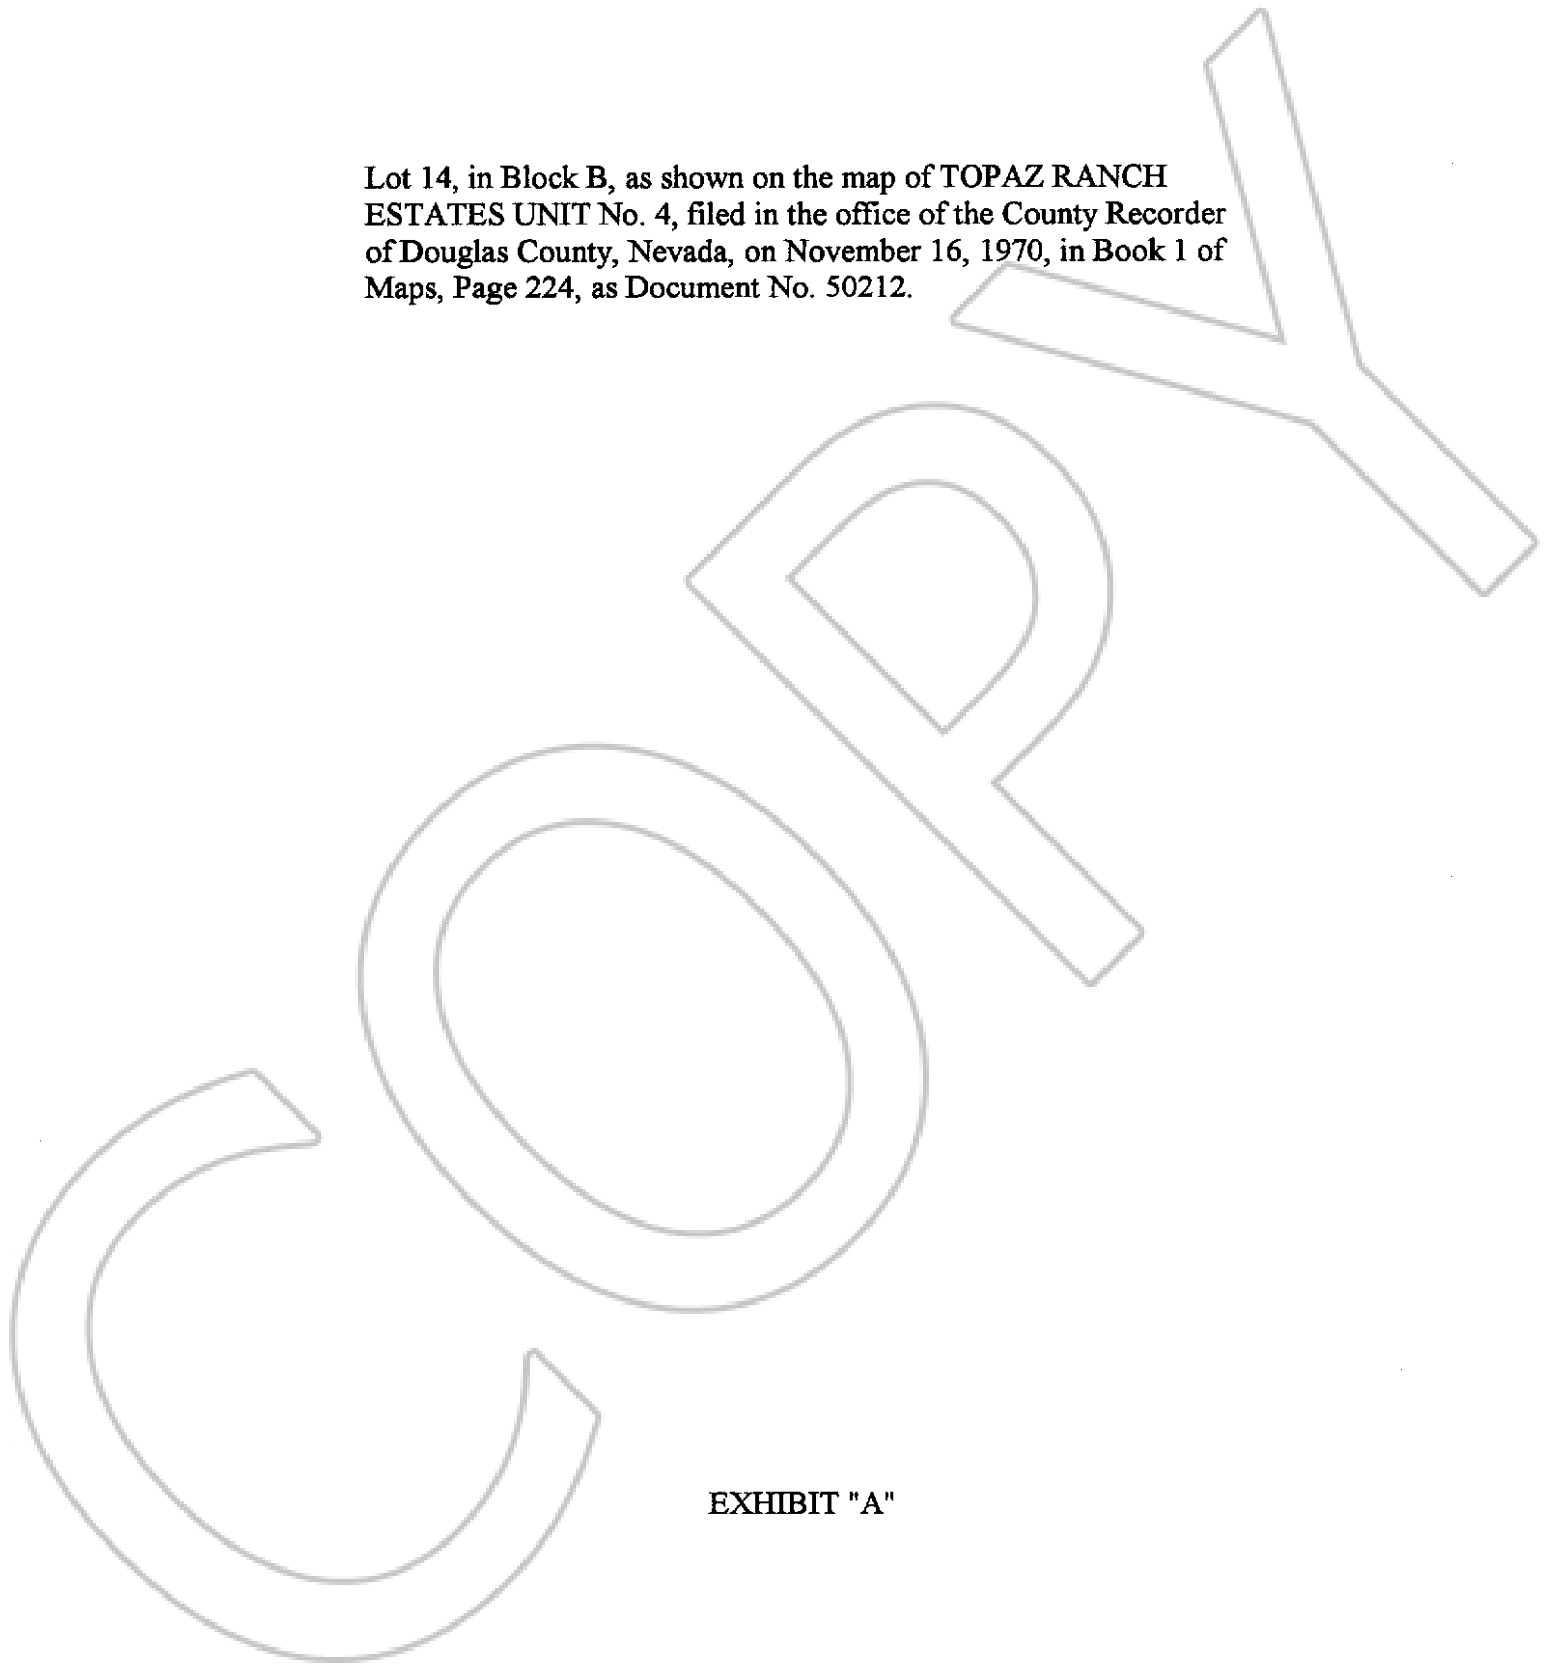 Lot 14, in Block B, as shown on the map of TOPAZ RANCH
ESTATES UNIT No. 4, filed in the office of the County Recorder
of Douglas County, Nevada, on November 16, 1970, in Book 1 of
Maps, Page 224, as Document No. 50212.
COPY
EXHIBIT "A"